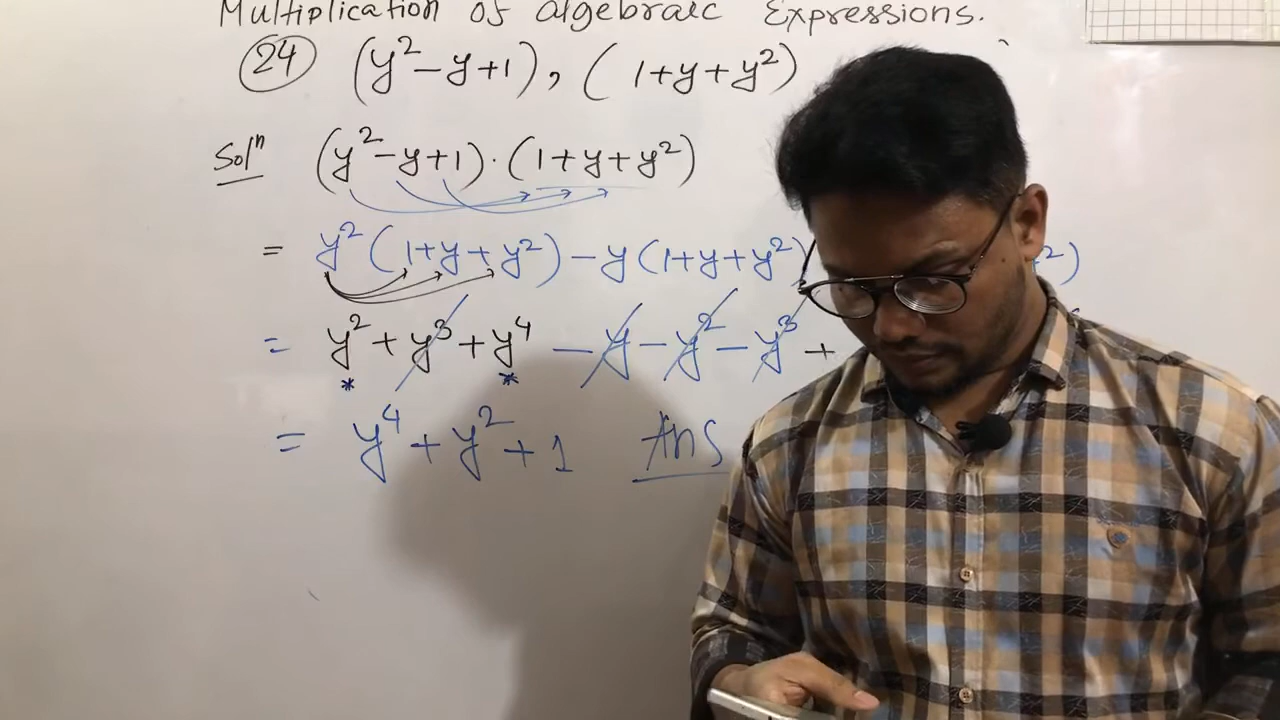 Multiplication of algebraic Expressions.
24 (y²-y+1), (1+y+y²)
Solⁿ (y²-y+1)·(1+y+y²)
= y²(1+y+y²)-y(1+y+y²) ²)
= y²+y³+y⁴-y-y²-y³+
* *
= y⁴+y²+1 Ans